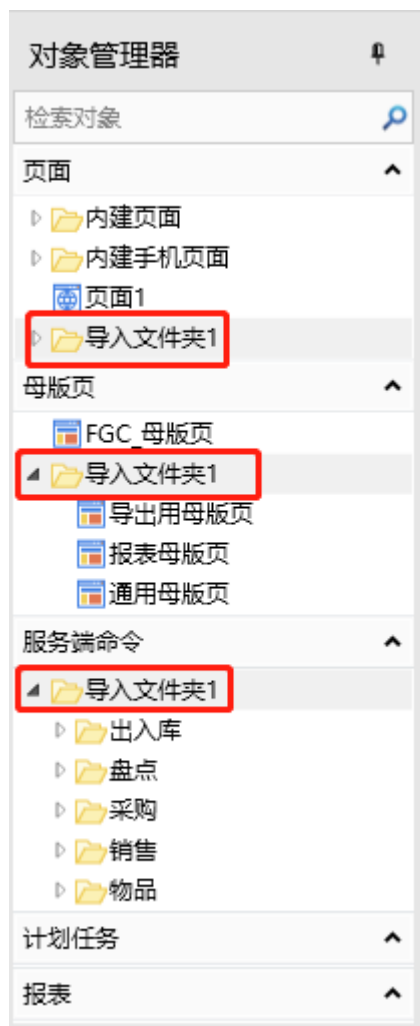 对象管理器
检索对象
页面
内建页面
内建手机页面
页面1
导入文件夹1
母版页
FGC_母版页
导入文件夹1
导出用母版页
报表母版页
通用母版页
服务端命令
导入文件夹1
出入库
盘点
采购
销售
物品
计划任务
报表